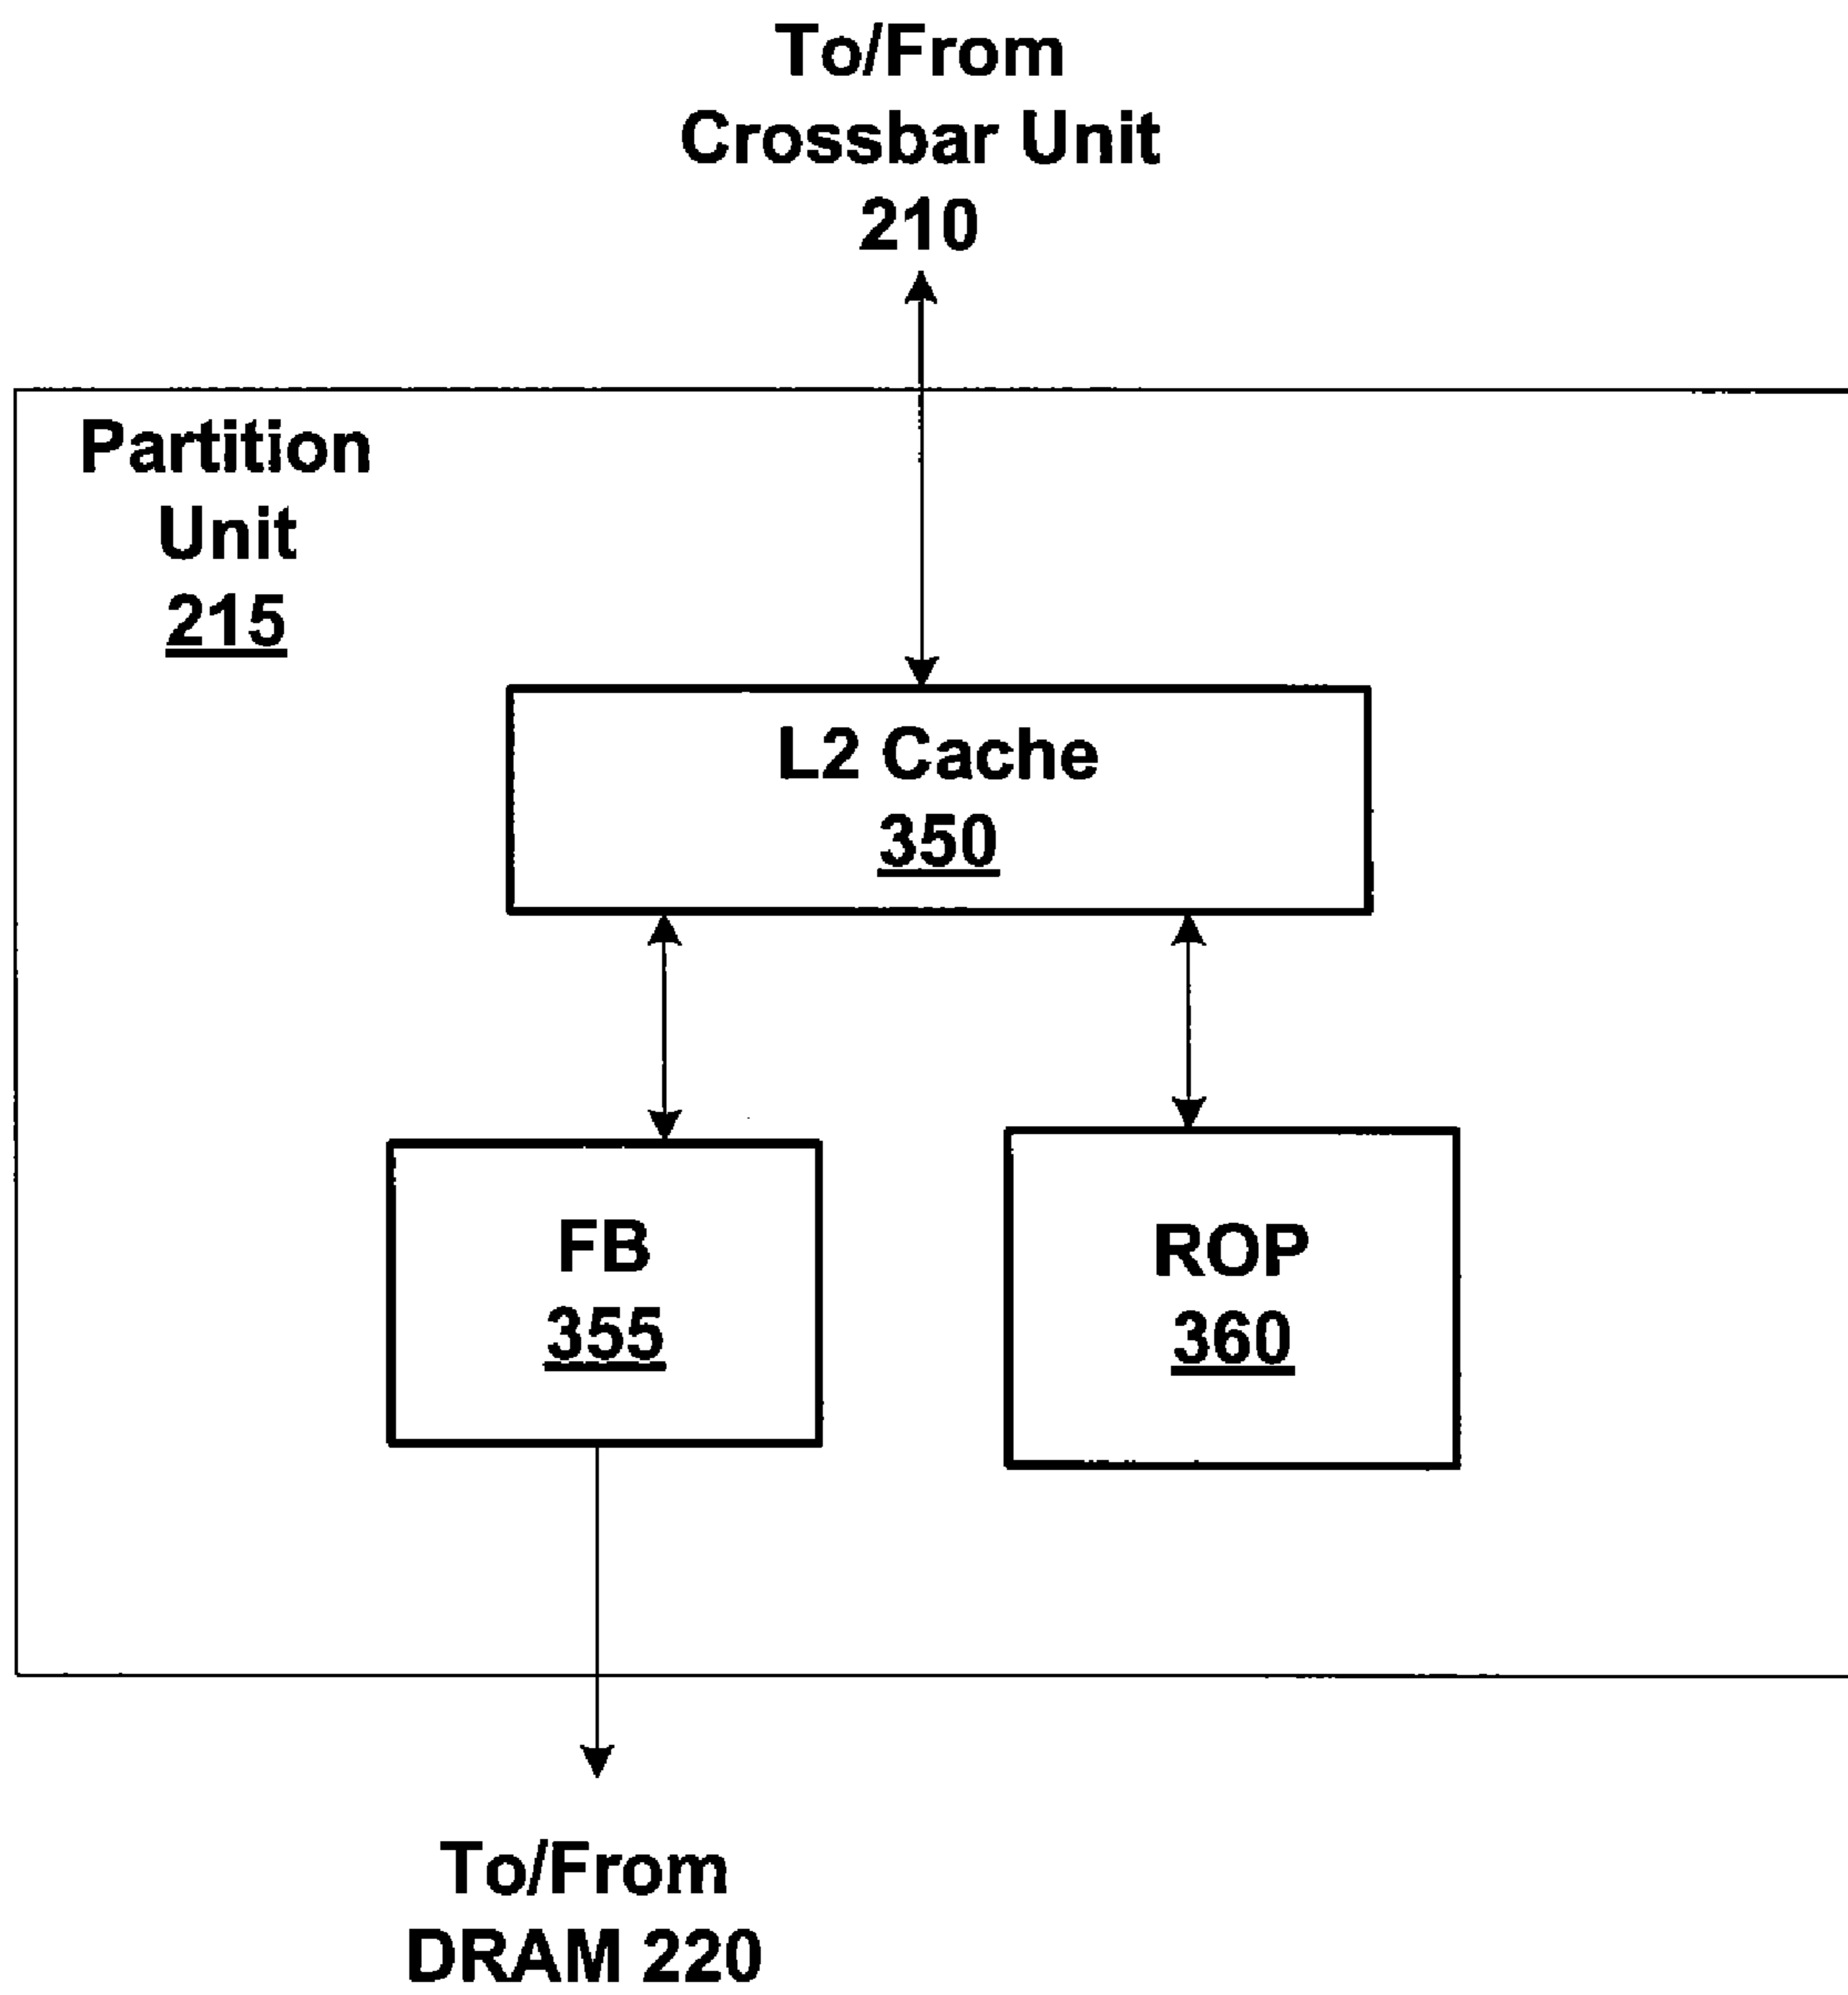 To/From
Crossbar Unit
210
Partition
Unit
215
L2 Cache
350
FB
355
ROP
360
To/From
DRAM 220